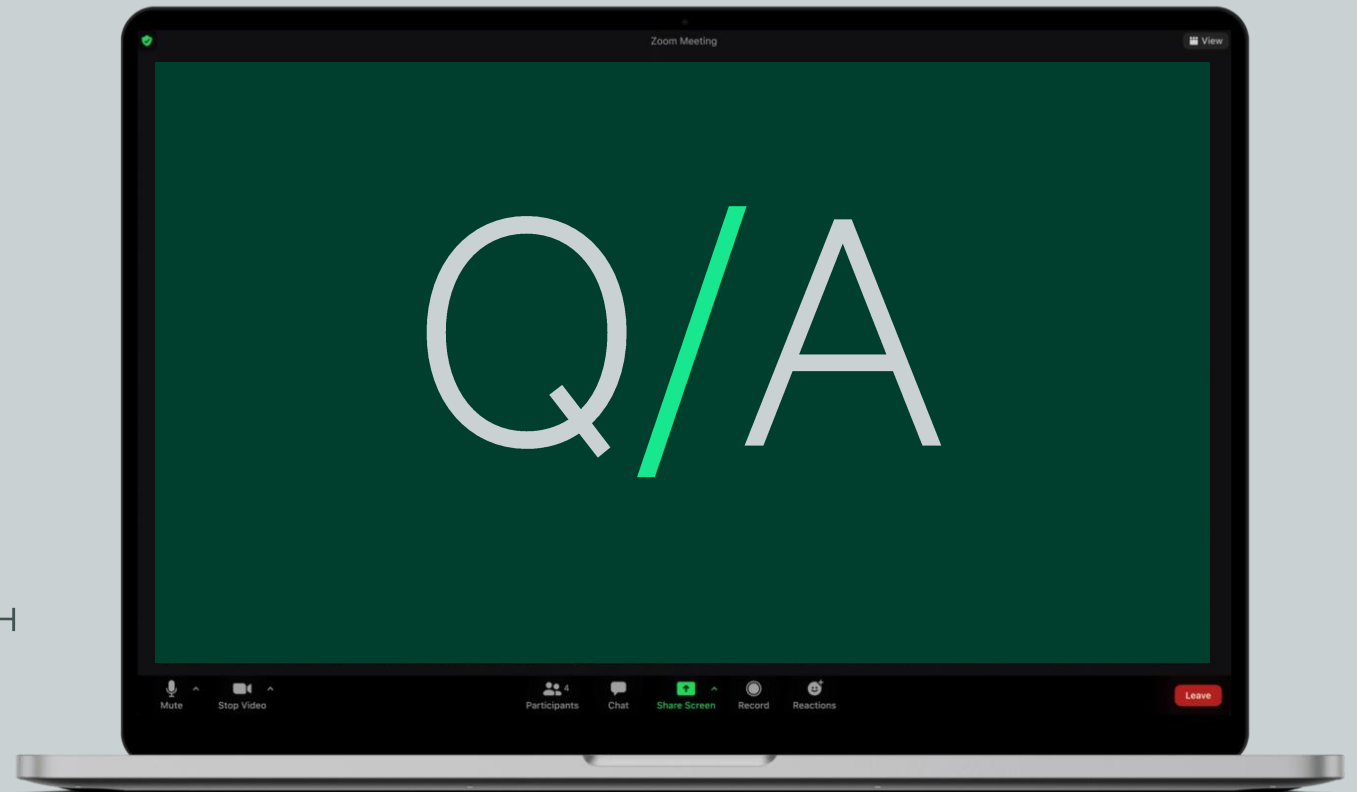 Zoom Meeting
View
Q/A
Mute
Stop Video
Participants
4
Chat
Share Screen
Record
Reactions
Leave